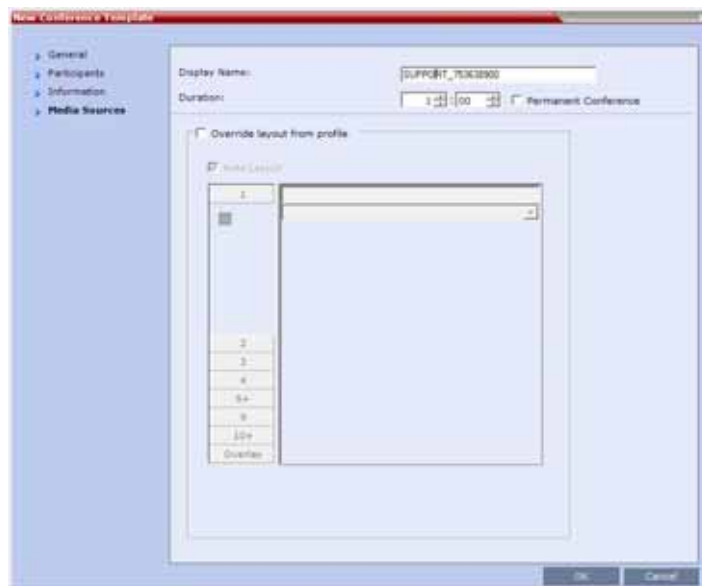 New Conference Template
General
Participants
Information
Media Sources
Display Name: SUPPORT_753638900
Duration: 1 : 00 Permanent Conference
Override layout from profile
Auto Layout
1
2
3
4
5+
9
10+
Overlay
OK Cancel